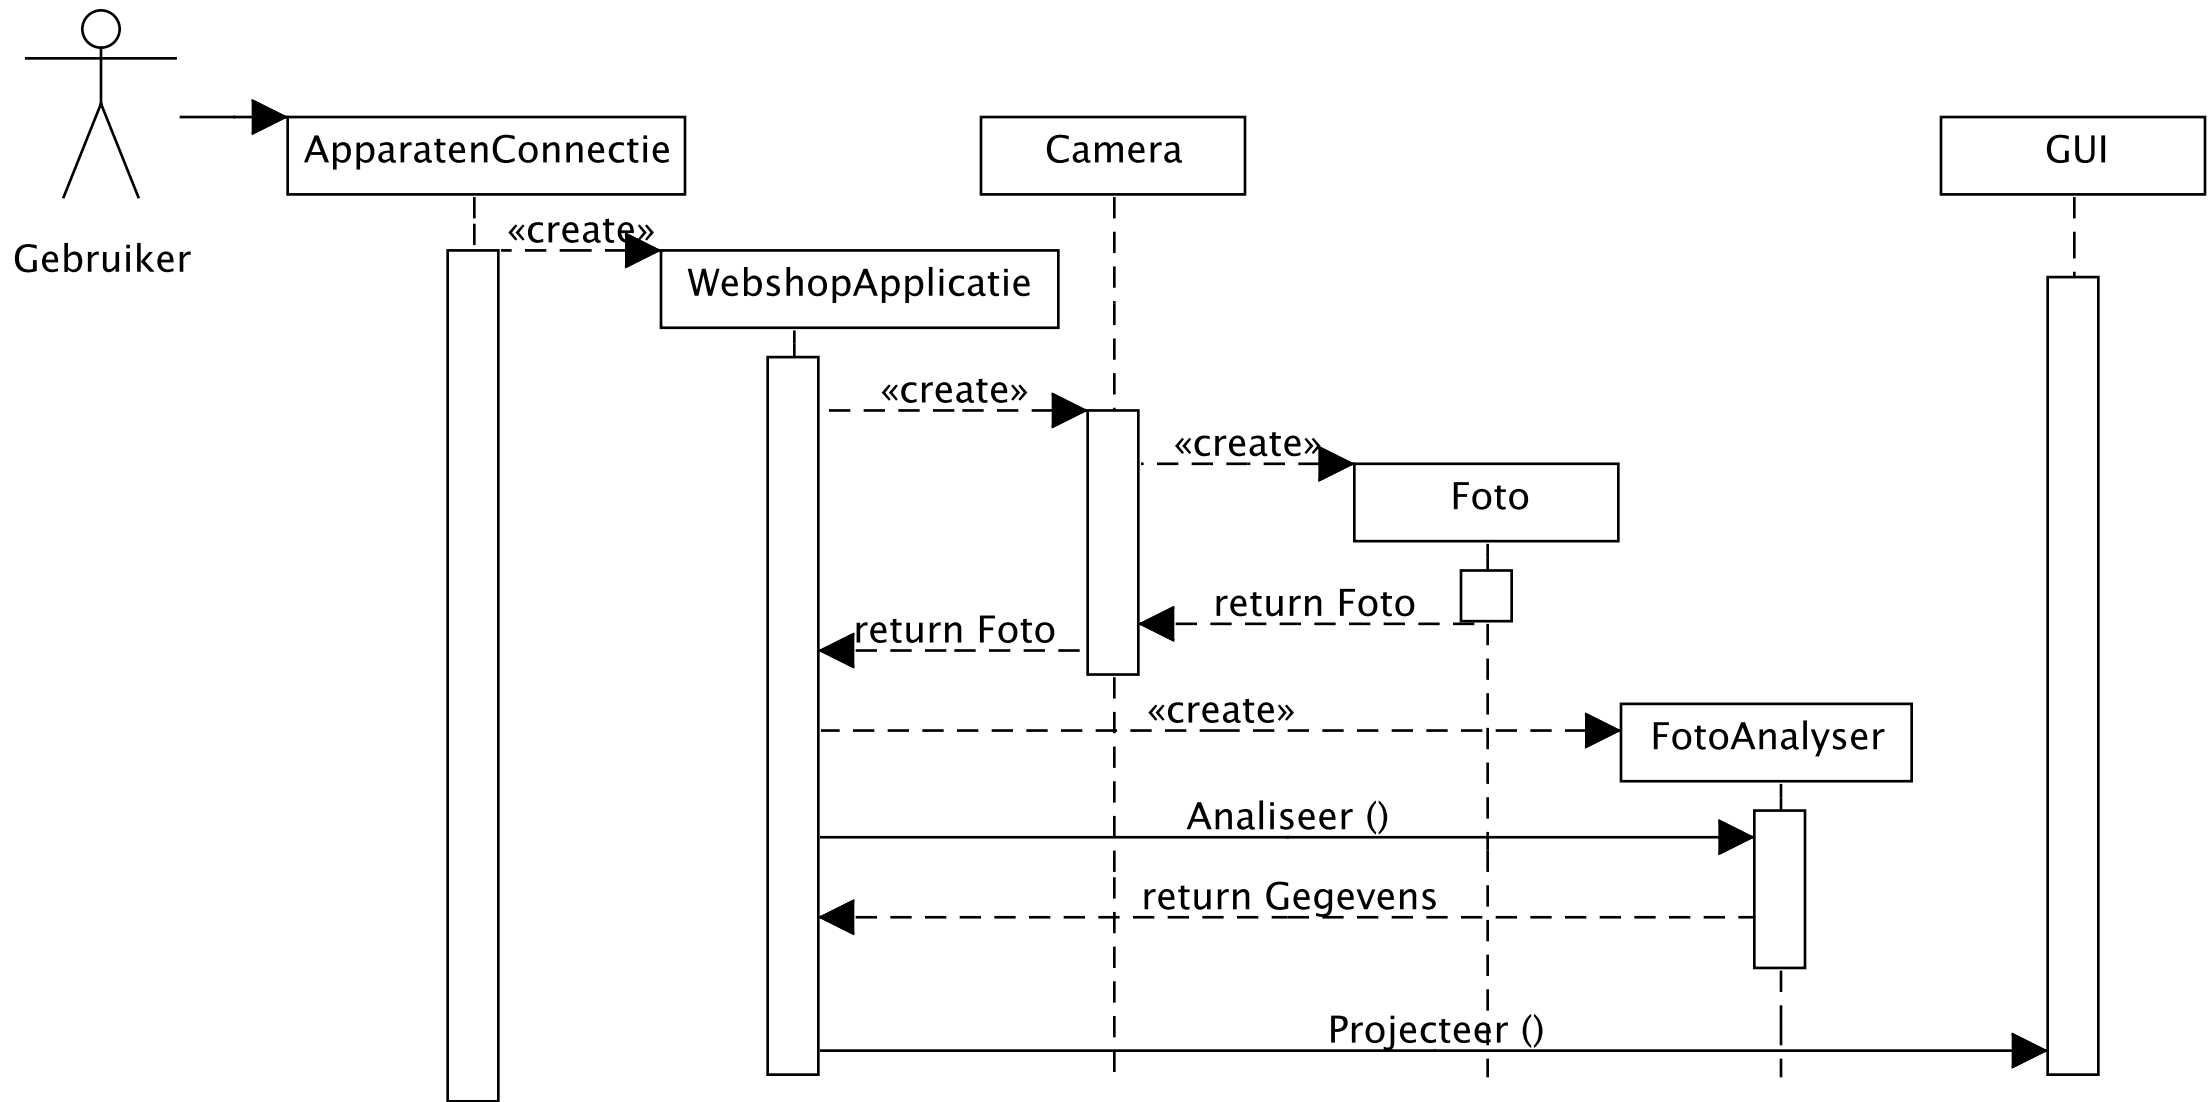 ApparatenConnectie
Camera
GUI
«create»
Gebruiker
WebshopApplicatie
«create»
«create»
Foto
return Foto
return Foto
«create»
FotoAnalyser
Analiseer ()
return Gegevens
Projecteer ()